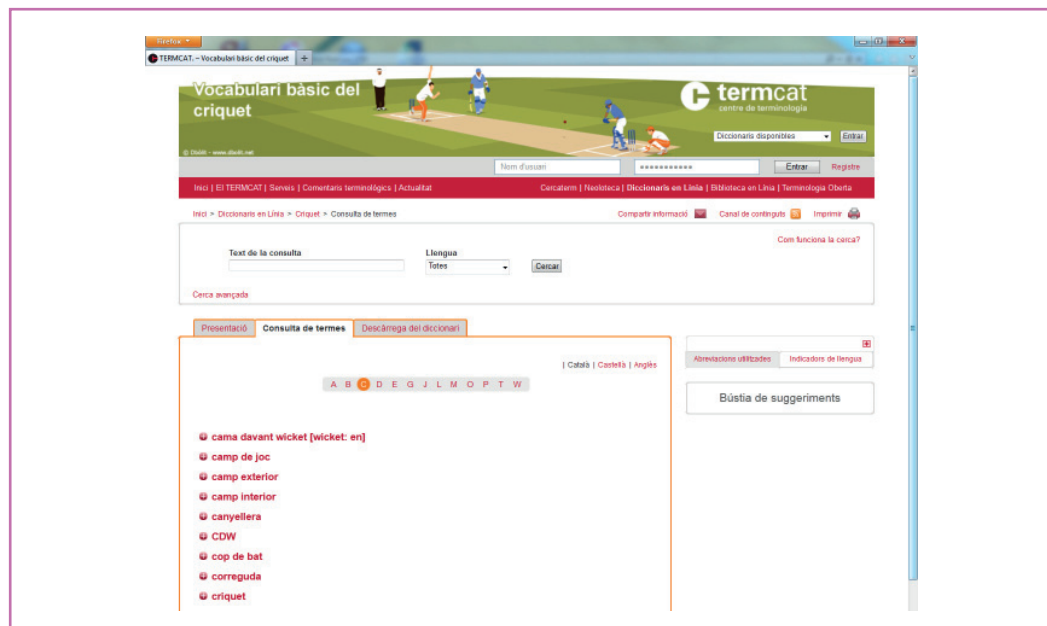 Firefox
TERMCAT. – Vocabulari bàsic del criquet
Vocabulari bàsic del
criquet
termcat
centre de terminologia
Diccionaris disponibles
Entrar
© Dbòlit - www.dbolit.net
Nom d'usuari
Entrar
Registre
Inici | El TERMCAT | Serveis | Comentaris terminològics | Actualitat
Cercaterm | Neoloteca | Diccionaris en Línia | Biblioteca en Línia | Terminologia Oberta
Inici > Diccionaris en Línia > Criquet > Consulta de termes
Compartir informació
Canal de continguts
Imprimir
Com funciona la cerca?
Text de la consulta
Llengua
Totes
Cercar
Cerca avançada
Presentació
Consulta de termes
Descàrrega del diccionari
Abreviacions utilitzades
Indicadors de llengua
| Català | Castellà | Anglès
A B C D E G J L M O P T W
Bústia de suggeriments
cama davant wicket [wicket: en]
camp de joc
camp exterior
camp interior
canyellera
CDW
cop de bat
correguda
criquet